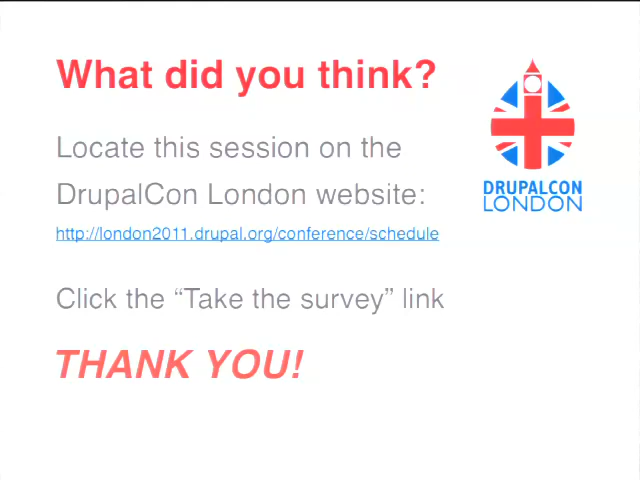 What did you think?
Locate this session on the
DrupalCon London website:
http://london2011.drupal.org/conference/schedule
Click the “Take the survey” link
THANK YOU!
DRUPALCON
LONDON